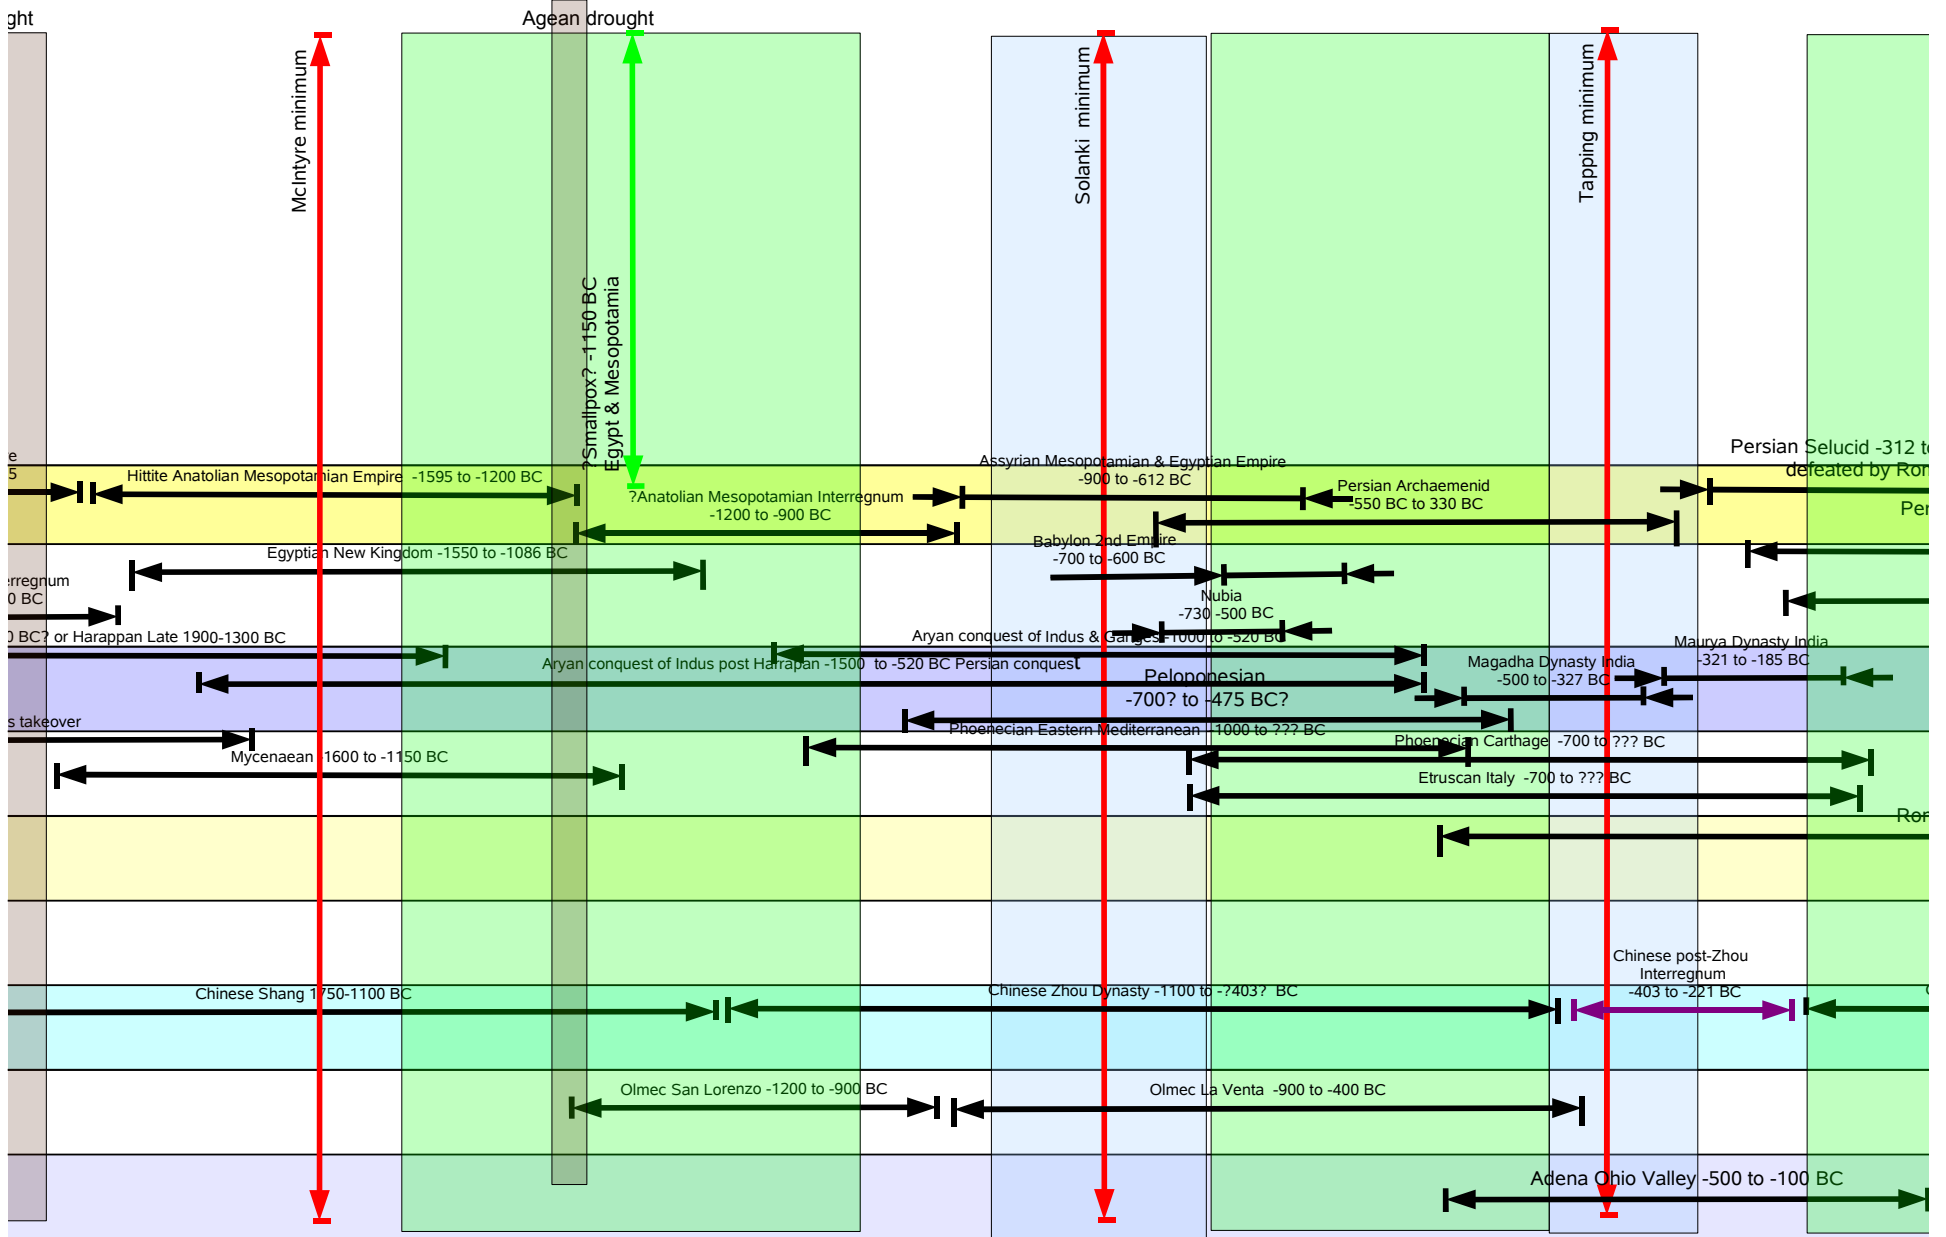 ght
Agean drought
McIntyre minimum
Solanki minimum
Tapping minimum
?Smallpox? -1150 BC
Egypt & Mesopotamia
e
5
Hittite Anatolian Mesopotamian Empire -1595 to -1200 BC
Assyrian Mesopotamian & Egyptian Empire
-900 to -612 BC
Persian Selucid -312 t
defeated by Ron
?Anatolian Mesopotamian Interregnum
-1200 to -900 BC
Persian Archaemenid
-550 BC to 330 BC
Per
Egyptian New Kingdom -1550 to -1086 BC
Babylon 2nd Empire
-700 to -600 BC
erregnum
0 BC
Nubia
-730 -500 BC
0 BC? or Harappan Late 1900-1300 BC
Aryan conquest of Indus & Ganges -1000 to -520 BC
Maurya Dynasty India
-321 to -185 BC
Aryan conquest of Indus post Harrapan -1500 to -520 BC Persian conquest
Magadha Dynasty India
-500 to -327 BC
Peloponesian
-700? to -475 BC?
s takeover
Phoenecian Eastern Mediterranean -1000 to ??? BC
Phoenecian Carthage -700 to ??? BC
Mycenaean -1600 to -1150 BC
Etruscan Italy -700 to ??? BC
Ron
Chinese post-Zhou
Interregnum
-403 to -221 BC
Chinese Shang 1750-1100 BC
Chinese Zhou Dynasty -1100 to -?403? BC
Olmec San Lorenzo -1200 to -900 BC
Olmec La Venta -900 to -400 BC
Adena Ohio Valley -500 to -100 BC